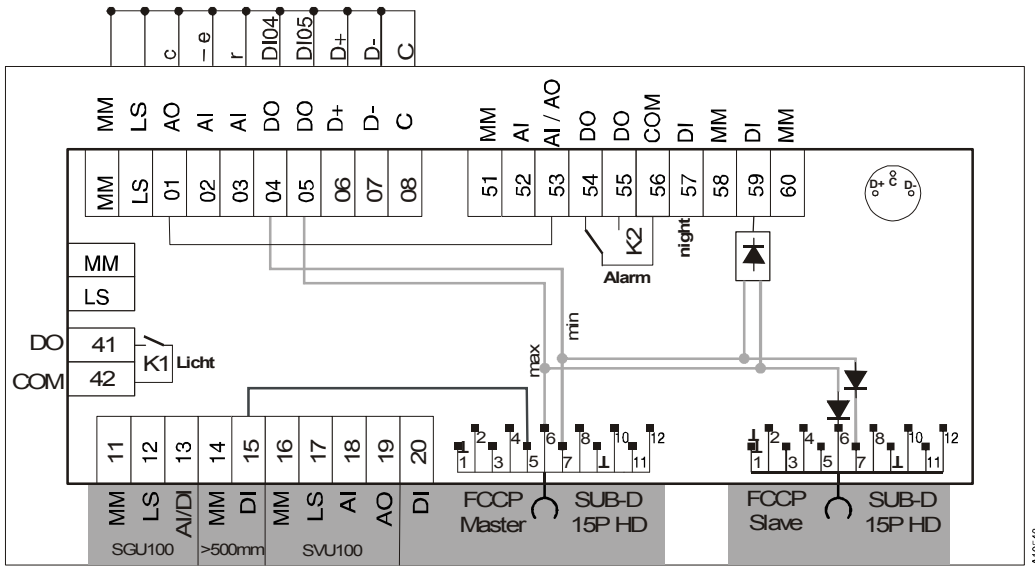 c – e r DI04 DI05 D+ D- C
MM LS AO AI AI DO DO D+ D- C
MM AI AI / AO DO DO COM DI MM DI MM
MM LS 01 02 03 04 05 06 07 08
51 52 53 54 55 56 57 58 59 60
D+ C D-
K2
night
Alarm
MM
LS
DO 41
K1 Licht
COM 42
min
max
11 12 13 14 15 16 17 18 19 20
2 4 6 8 10 12
1 3 5 7 11
2 6 8 10 12
1 3 5 7 11
MM LS AI/DI MM DI MM LS AI AO DI
SGU100 >500mm SVU100
FCCP Master SUB-D 15P HD
FCCP Slave SUB-D 15P HD